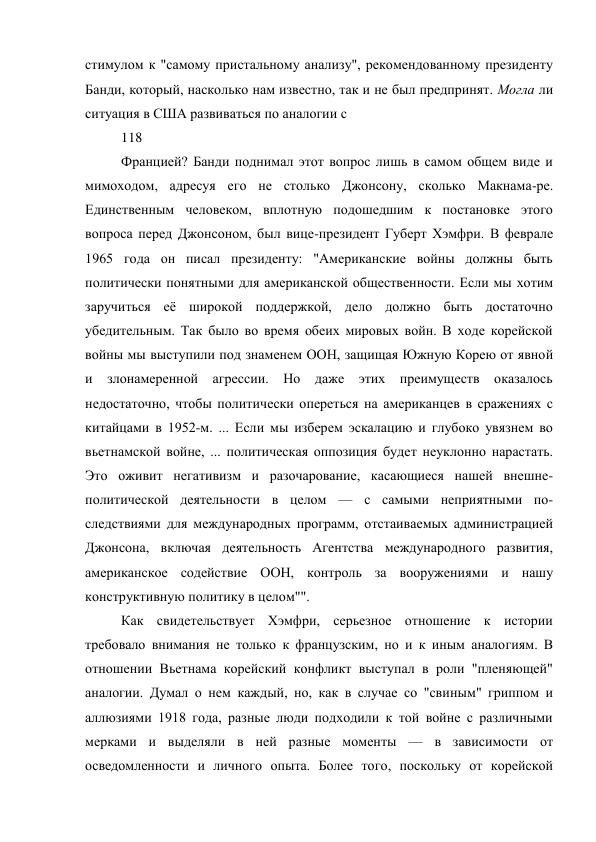 стимулом к "самому пристальному анализу", рекомендованному президенту
Банди, который, насколько нам известно, так и не был предпринят. Могла ли
ситуация в США развиваться по аналогии с
118
Францией? Банди поднимал этот вопрос лишь в самом общем виде и
мимоходом, адресуя его не столько Джонсону, сколько Макнама-ре.
Единственным человеком, вплотную подошедшим к постановке этого
вопроса перед Джонсоном, был вице-президент Губерт Хэмфри. В феврале
1965 года он писал президенту: "Американские войны должны быть
политически понятными для американской общественности. Если мы хотим
заручиться её широкой поддержкой, дело должно быть достаточно
убедительным. Так было во время обеих мировых войн. В ходе корейской
войны мы выступили под знаменем ООН, защищая Южную Корею от явной
и злонамеренной агрессии. Но даже этих преимуществ оказалось
недостаточно, чтобы политически опереться на американцев в сражениях с
китайцами в 1952-м. ... Если мы изберем эскалацию и глубоко увязнем во
вьетнамской войне, ... политическая оппозиция будет неуклонно нарастать.
Это оживит негативизм и разочарование, касающиеся нашей внешне-
политической деятельности в целом — с самыми неприятными по-
следствиями для международных программ, отстаиваемых администрацией
Джонсона, включая деятельность Агентства международного развития,
американское содействие ООН, контроль за вооружениями и нашу
конструктивную политику в целом"".
Как свидетельствует Хэмфри, серьезное отношение к истории
требовало внимания не только к французским, но и к иным аналогиям. В
отношении Вьетнама корейский конфликт выступал в роли "пленяющей"
аналогии. Думал о нем каждый, но, как в случае со "свиным" гриппом и
аллюзиями 1918 года, разные люди подходили к той войне с различными
мерками и выделяли в ней разные моменты — в зависимости от
осведомленности и личного опыта. Более того, поскольку от корейской